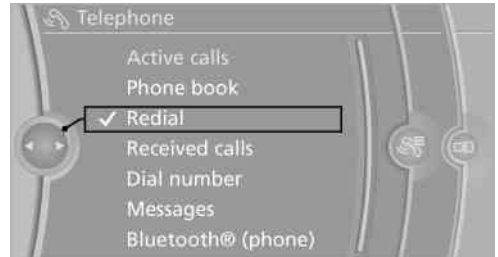 Telephone
Active calls
Phone book
✓ Redial
Received calls
Dial number
Messages
Bluetooth® (phone)